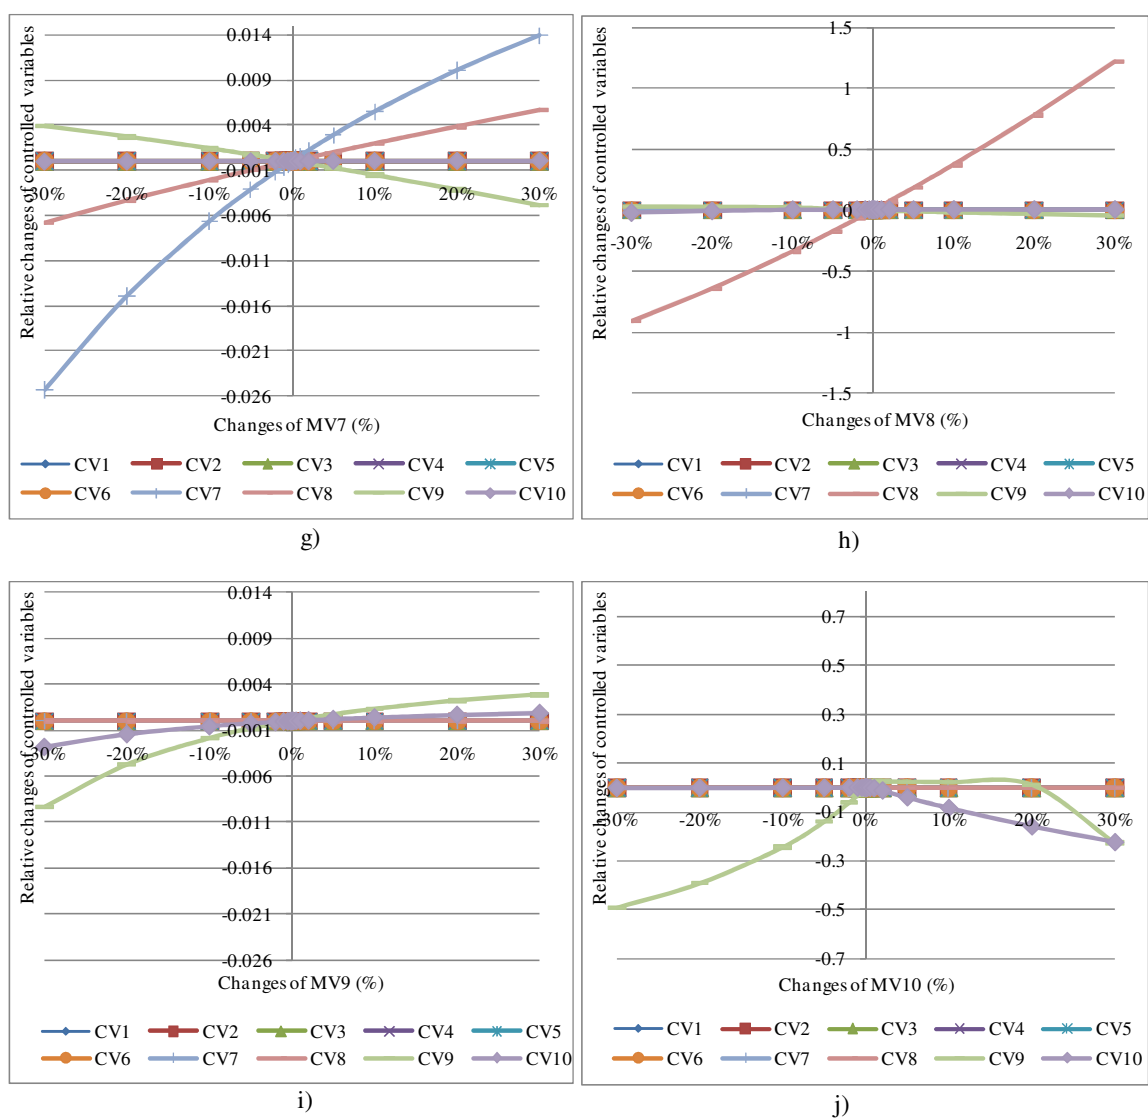 Relative changes of controlled variables
0.014
0.009
0.004
-0.001
-0.006
-0.011
-0.016
-0.021
-0.026
-30% -20% -10% 0% 10% 20% 30%
Changes of MV7 (%)
CV1 CV2 CV3 CV4 CV5
CV6 CV7 CV8 CV9 CV10
g)
Relative changes of controlled variables
1.5
1
0.5
0
-0.5
-1
-1.5
-30% -20% -10% 0% 10% 20% 30%
Changes of MV8 (%)
CV1 CV2 CV3 CV4 CV5
CV6 CV7 CV8 CV9 CV10
h)
Relative changes of controlled variables
0.014
0.009
0.004
-0.001
-0.006
-0.011
-0.016
-0.021
-0.026
-30% -20% -10% 0% 10% 20% 30%
Changes of MV9 (%)
CV1 CV2 CV3 CV4 CV5
CV6 CV7 CV8 CV9 CV10
i)
Relative changes of controlled variables
0.7
0.5
0.3
0.1
-0.1
-0.3
-0.5
-0.7
-30% -20% -10% 0% 10% 20% 30%
Changes of MV10 (%)
CV1 CV2 CV3 CV4 CV5
CV6 CV7 CV8 CV9 CV10
j)